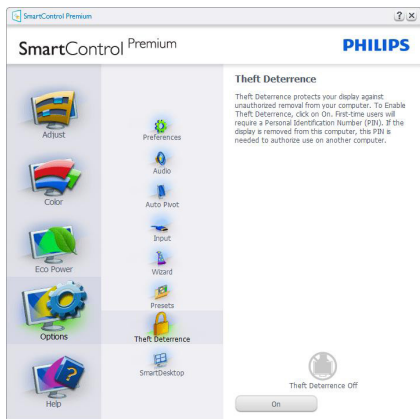 SmartControl Premium
SmartControl Premium
PHILIPS
Adjust
Color
Eco Power
Options
Help
Preferences
Audio
Auto Pivot
Input
Wizard
Presets
Theft Deterrence
SmartDesktop
Theft Deterrence
Theft Deterrence protects your display against
unauthorized removal from your computer. To Enable
Theft Deterrence, click on On. First-time users will
require a Personal Identification Number (PIN). If the
display is removed from this computer, this PIN is
needed to authorize use on another computer.
Theft Deterrence Off
On